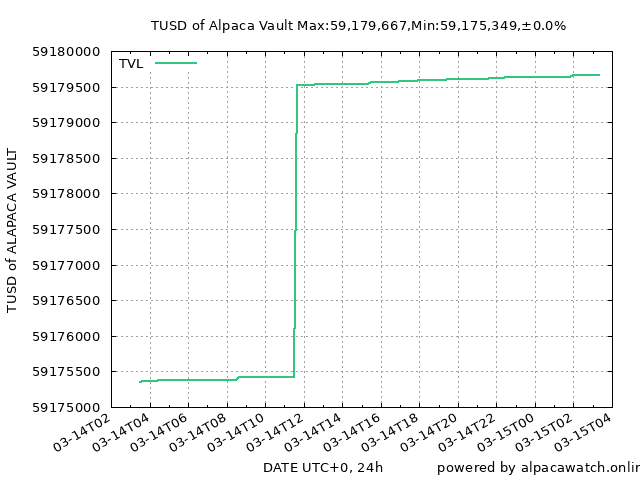 TUSD of Alpaca Vault Max:59,179,667,Min:59,175,349,±0.0%
59180000
59179500
59179000
59178500
59178000
59177500
59177000
59176500
59176000
59175500
59175000
TVL
TUSD of ALAPACA VAULT
03-14T02
03-14T04
03-14T06
03-14T08
03-14T10
03-14T12
03-14T14
03-14T16
03-14T18
03-14T20
03-14T22
03-15T00
03-15T02
03-15T04
DATE UTC+0, 24h
powered by alpacawatch.onlin